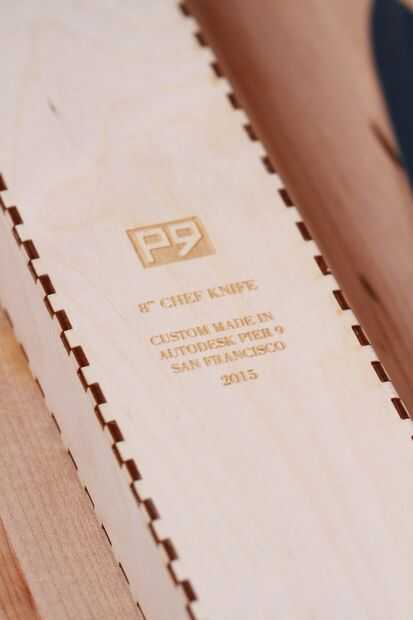 P9
8" CHEF KNIFE
CUSTOM MADE IN
AUTODESK PIER 9
SAN FRANCISCO
2015